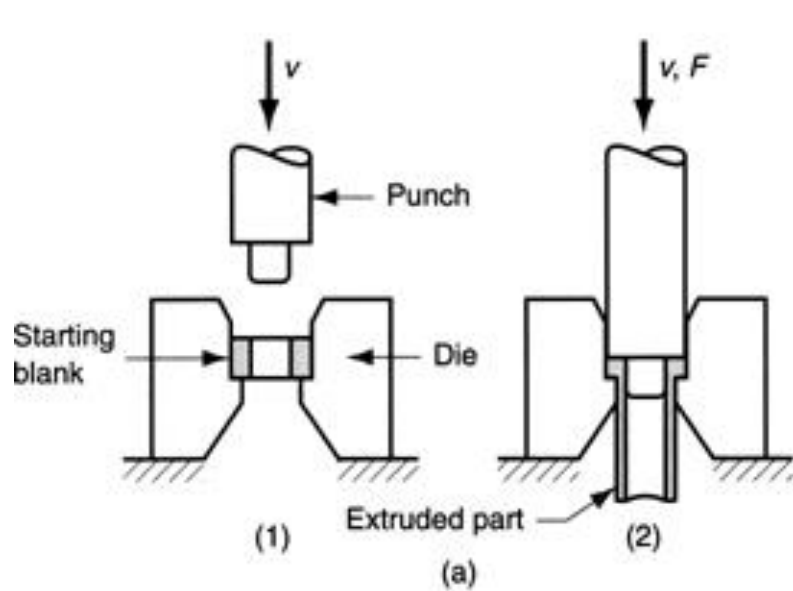 v
v, F
Punch
Starting
blank
Die
Extruded part
(1)
(2)
(a)